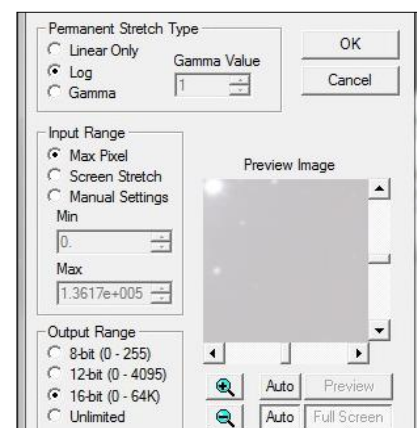 Permanent Stretch Type
Linear Only
Log
Gamma
Gamma Value
1
OK
Cancel
Input Range
Max Pixel
Screen Stretch
Manual Settings
Min
0.
Max
1.3617e+005
Preview Image
Output Range
8-bit (0 - 255)
12-bit (0 - 4095)
16-bit (0 - 64K)
Unlimited
Auto Preview
Auto Full Screen